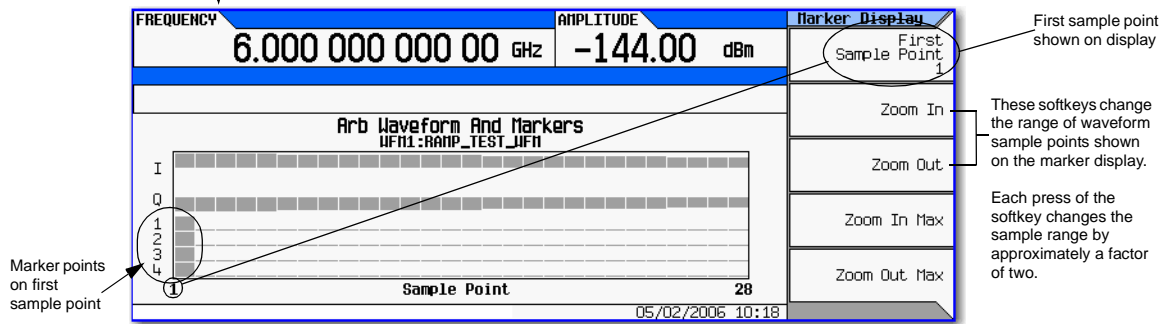 FREQUENCY
6.000 000 000 00 GHz
AMPLITUDE
-144.00 dBm
Arb Waveform And Markers
WFM1:RAMP_TEST_WFM
I
Q
1
2
3
4
1
Sample Point
28
05/02/2006 10:18
Marker Display
First
Sample Point
1
Zoom In
Zoom Out
Zoom In Max
Zoom Out Max
First sample point
shown on display
These softkeys change
the range of waveform
sample points shown
on the marker display.
Each press of the
softkey changes the
sample range by
approximately a factor
of two.
Marker points
on first
sample point